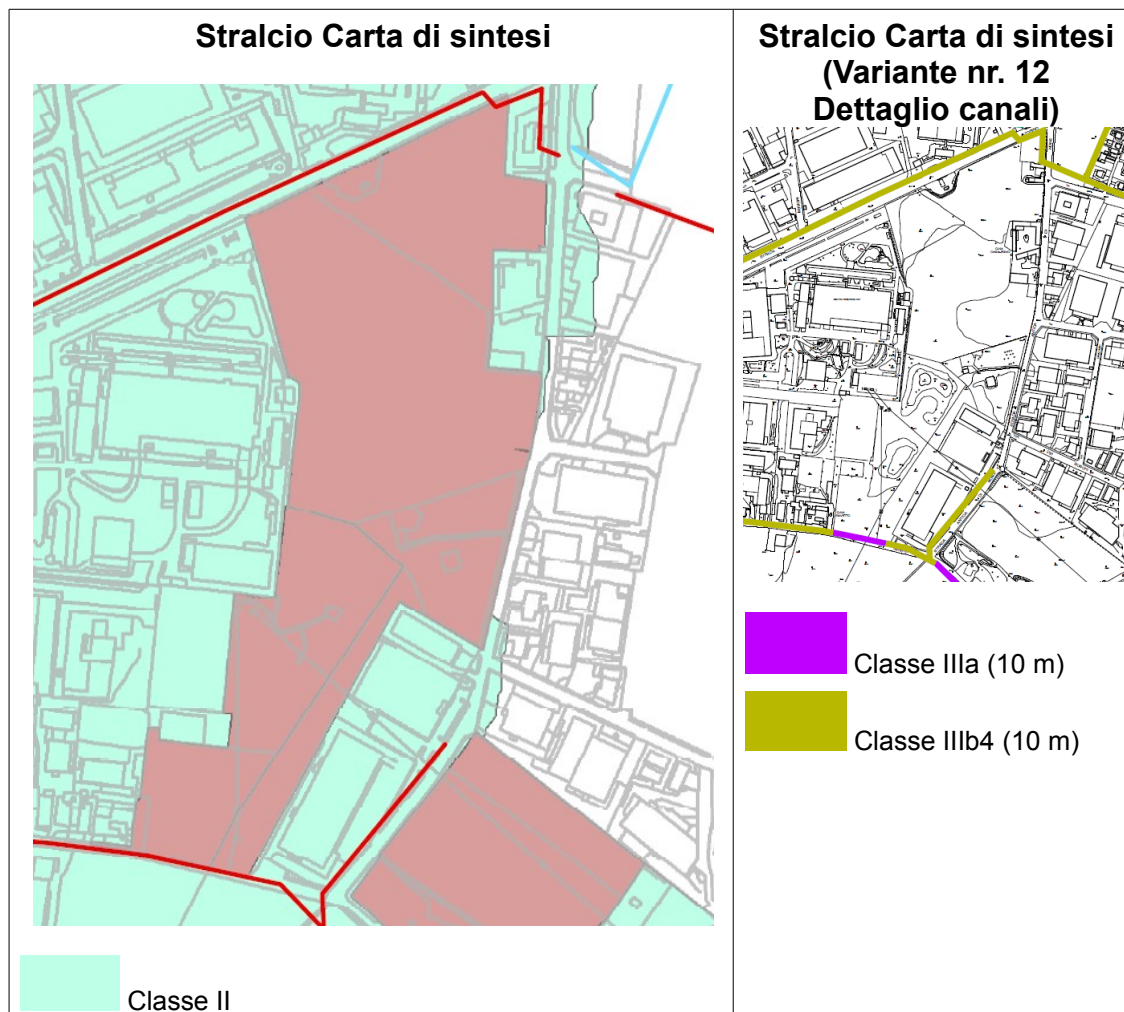 Stralcio Carta di sintesi
Stralcio Carta di sintesi
(Variante nr. 12
Dettaglio canali)
Classe IIIa (10 m)
Classe IIIb4 (10 m)
Classe II